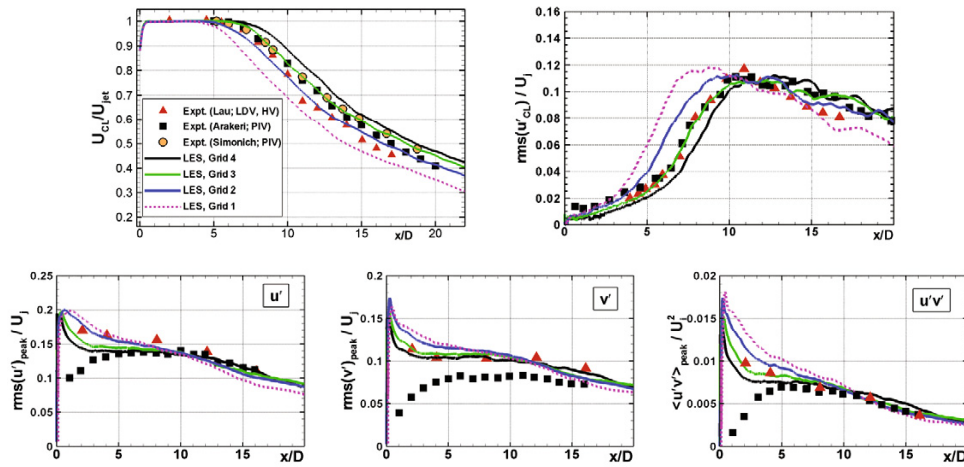 U_CL/U_jet
1
0.9
0.8
0.7
0.6
0.5
0.4
0.3
0.2
Expt. (Lau; LDV, HV)
Expt. (Arakeri; PIV)
Expt. (Simonich; PIV)
LES, Grid 4
LES, Grid 3
LES, Grid 2
LES, Grid 1
0 5 10 15 20
x/D
rms(u'_CL) / U_j
0.16
0.14
0.12
0.1
0.08
0.06
0.04
0.02
0
0 5 10 15
x/D
rms(u')_peak / U_j
0.25
0.2
0.15
0.1
0.05
0
u'
0 5 10 15
x/D
rms(v')_peak / U_j
0.2
0.15
0.1
0.05
0
v'
0 5 10 15
x/D
<u'v'>_peak / U_j^2
0.02
-0.015
0.01
0.005
0
u'v'
0 5 10 15
x/D